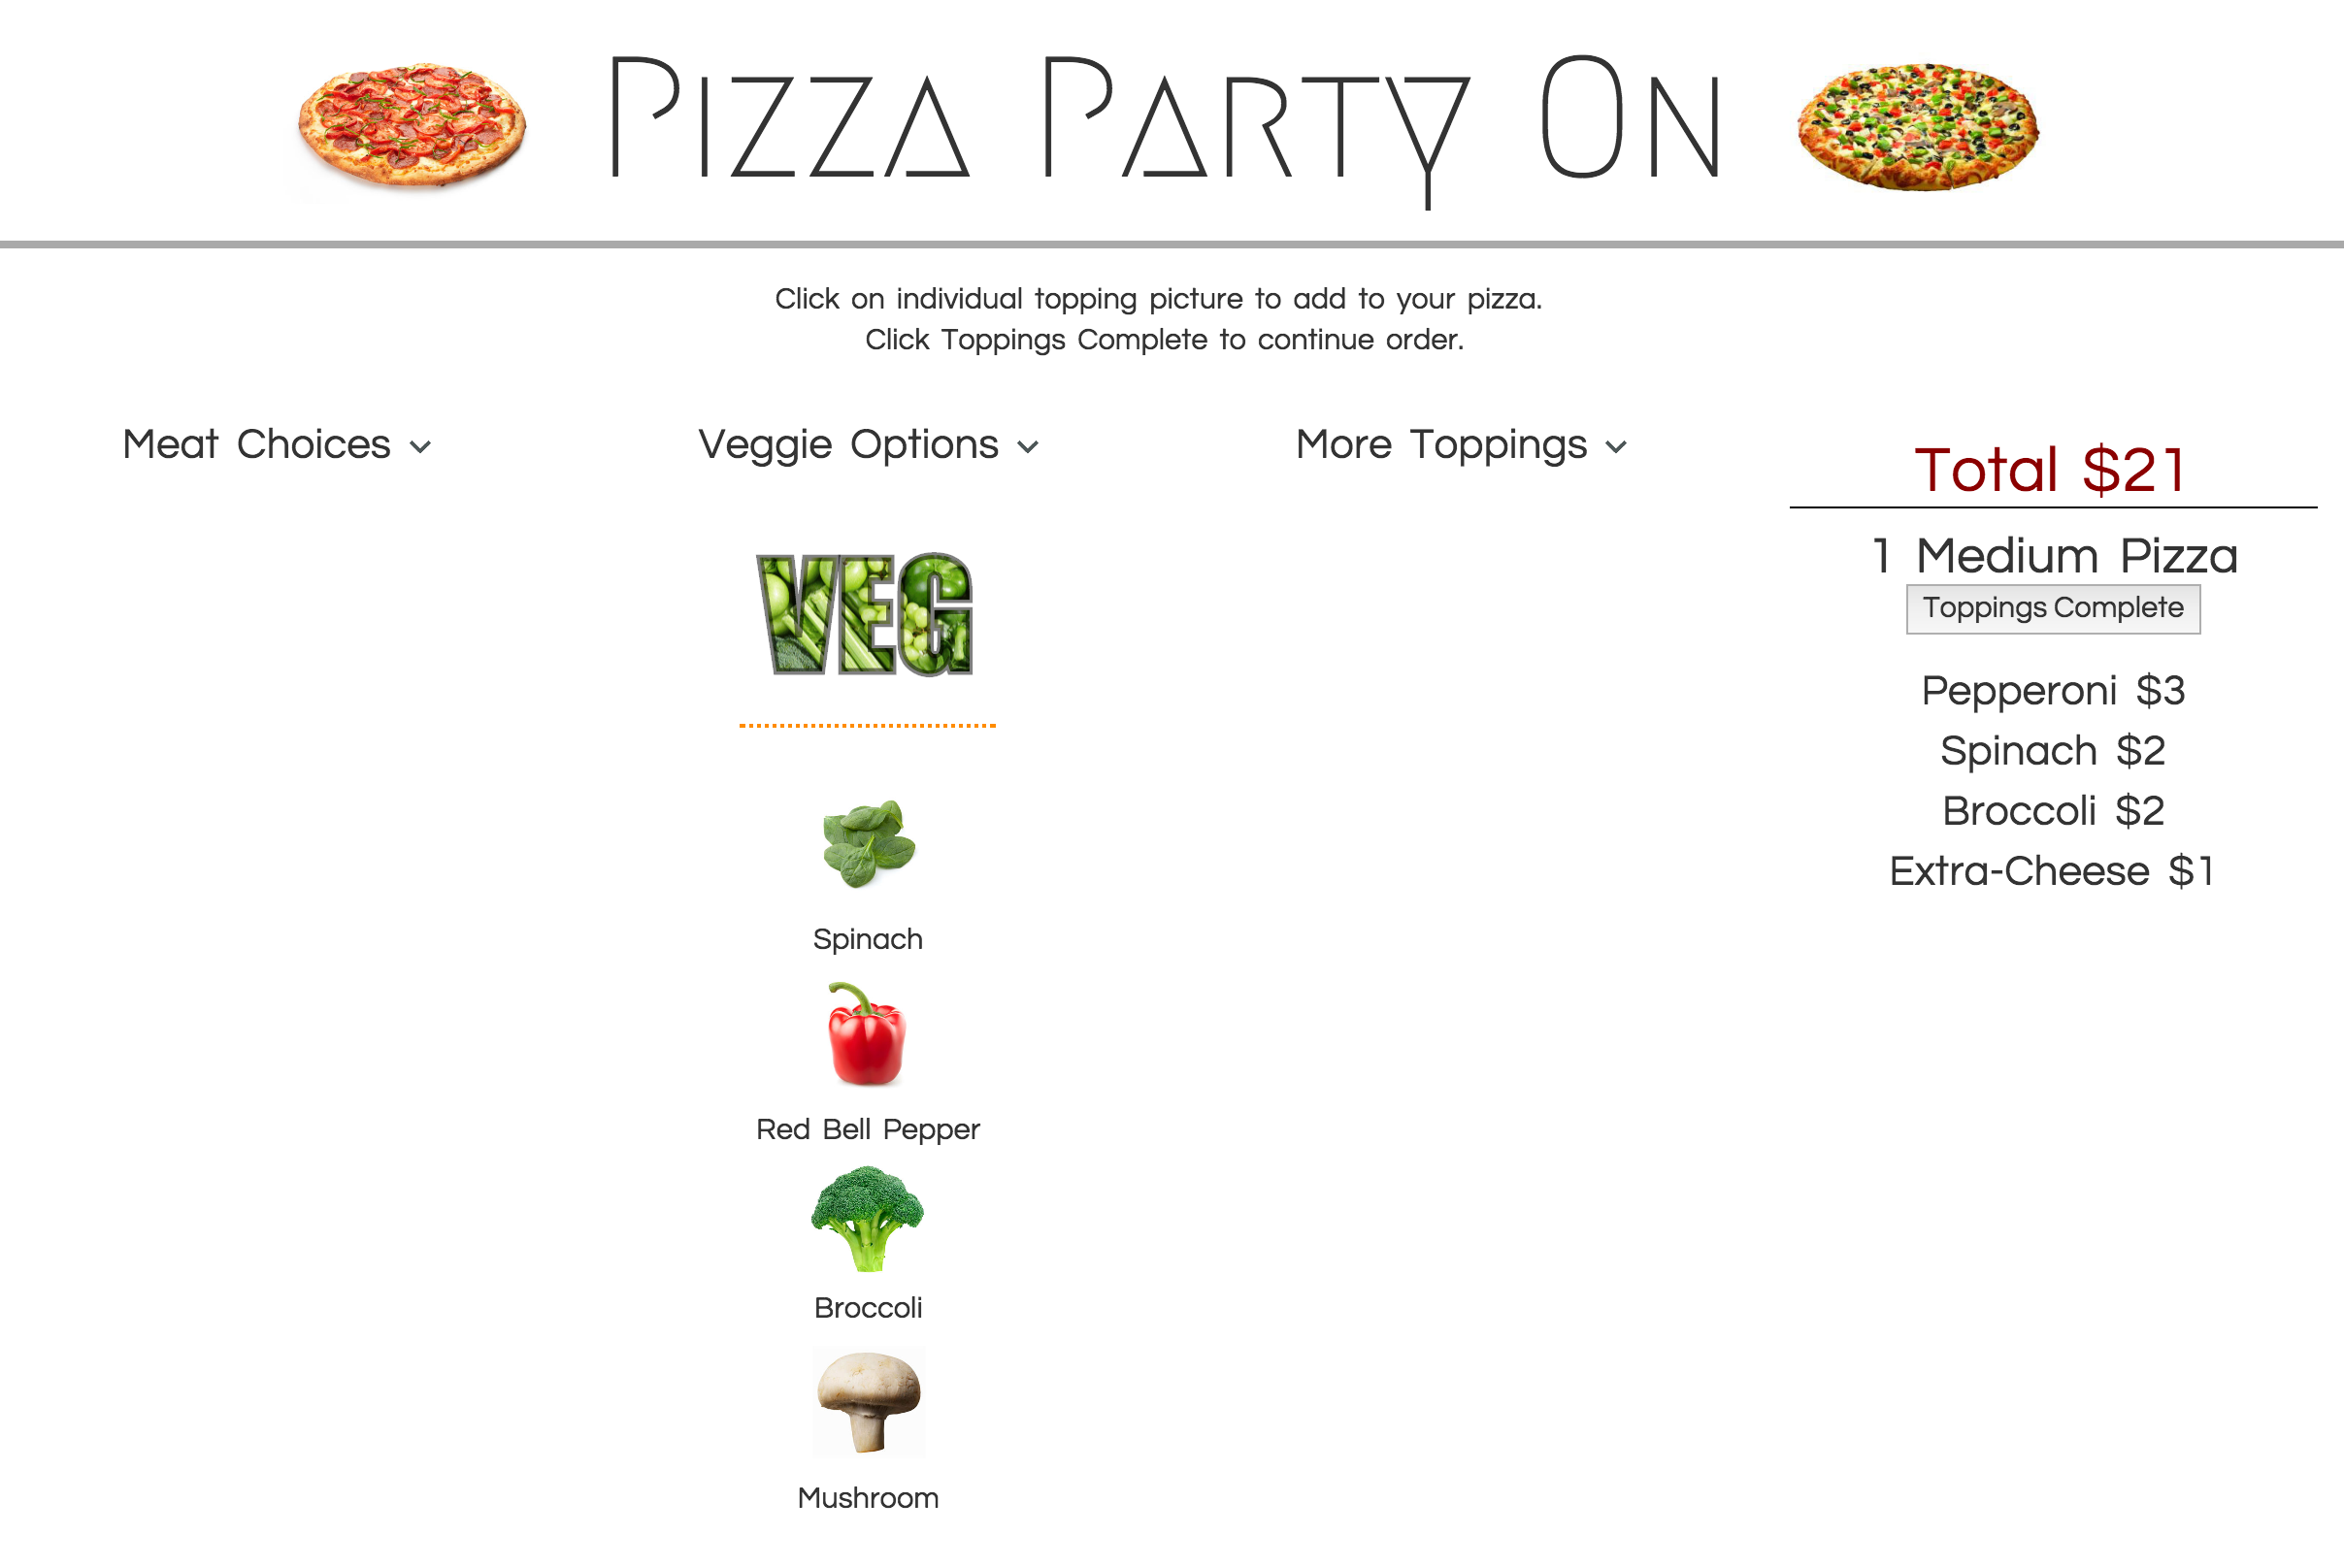 Pizza Party On
Click on individual topping picture to add to your pizza.
Click Toppings Complete to continue order.
Meat Choices
Veggie Options
More Toppings
Total $21
1 Medium Pizza
Toppings Complete
Pepperoni $3
Spinach $2
Broccoli $2
Extra-Cheese $1
VEG
Spinach
Red Bell Pepper
Broccoli
Mushroom